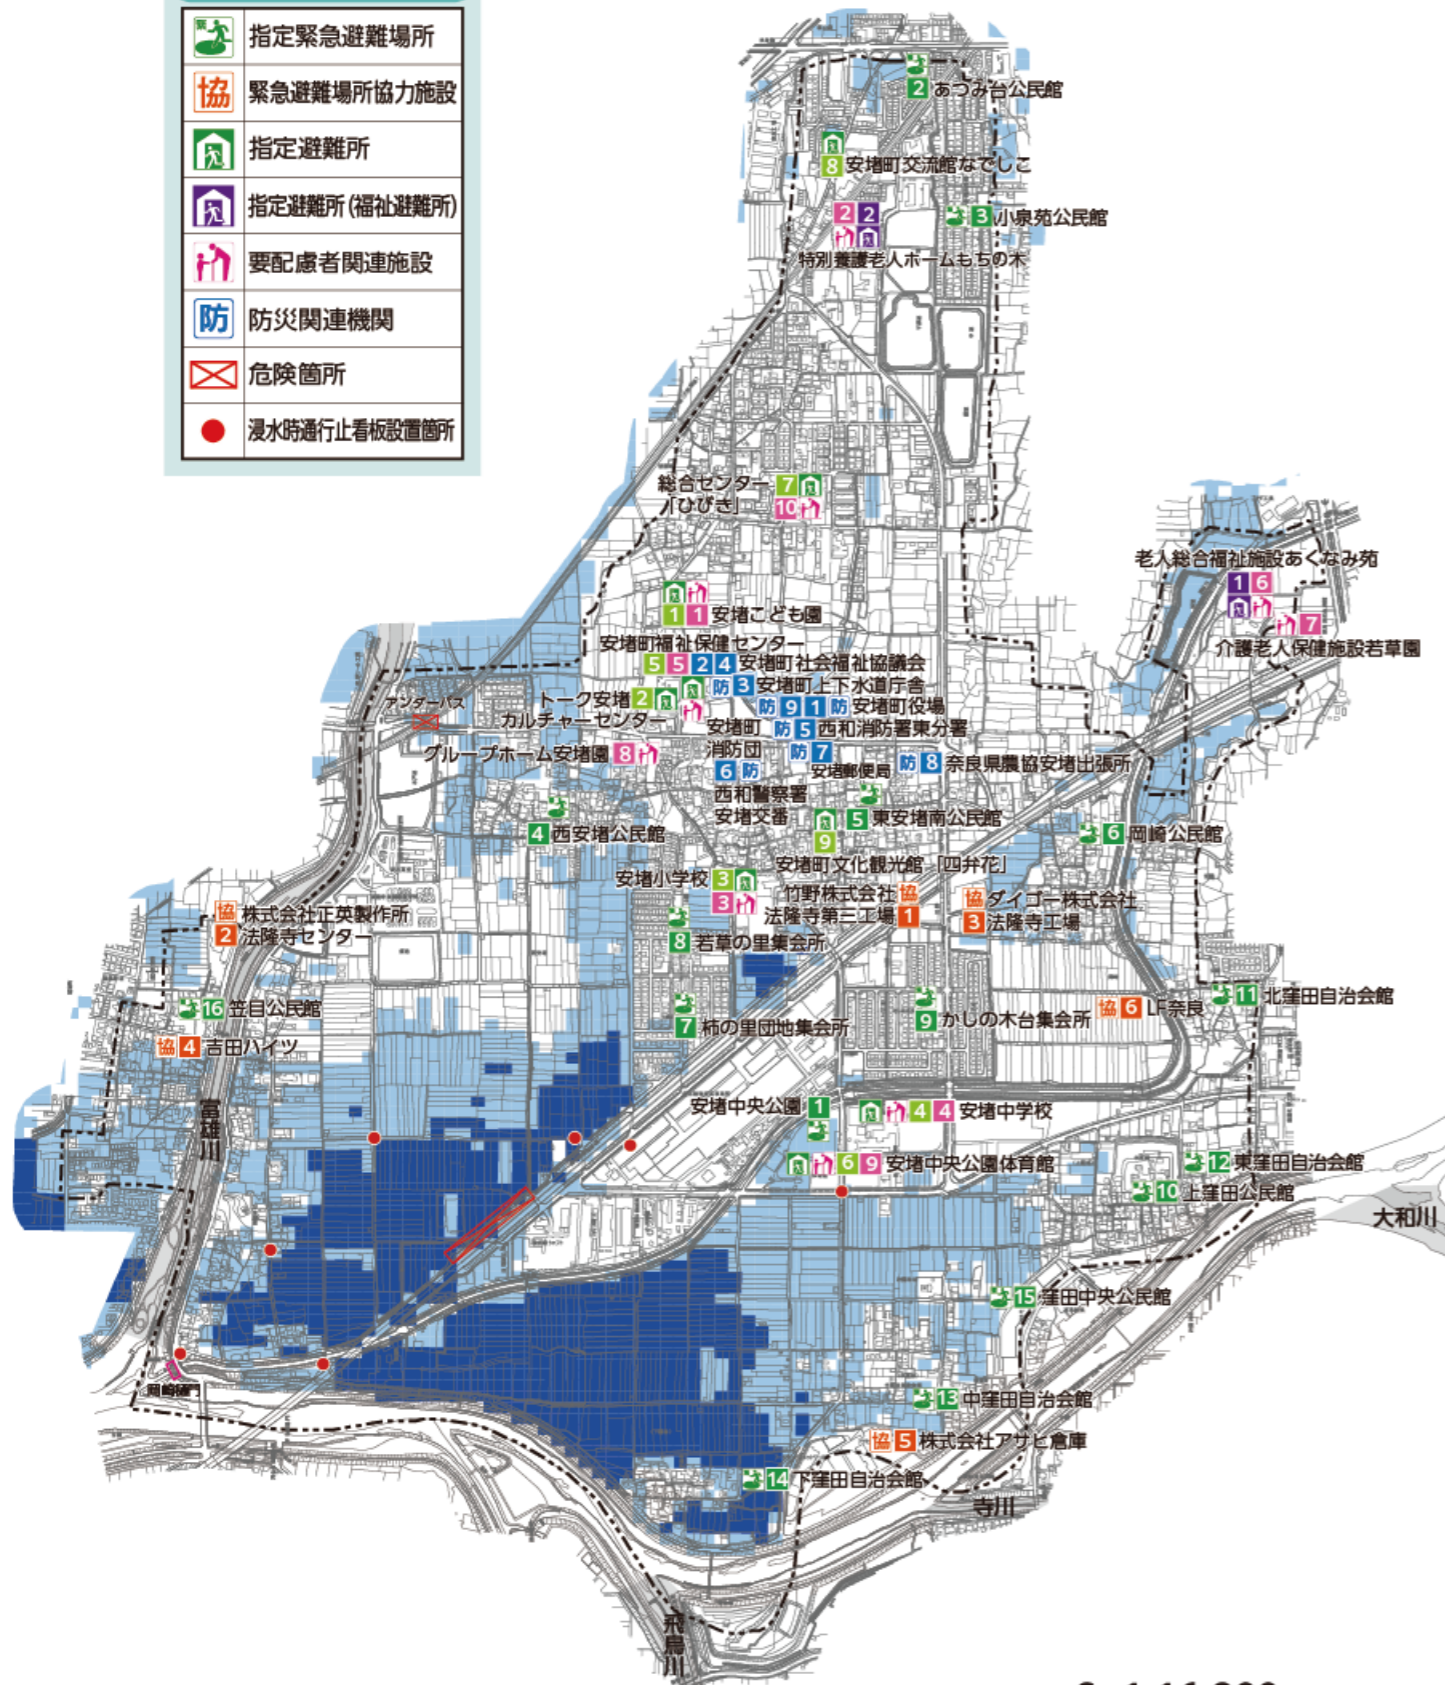 指定緊急避難場所
協 緊急避難場所協力施設
指定避難所
指定避難所(福祉避難所)
要配慮者関連施設
防 防災関連機関
危険箇所
浸水時通行止看板設置箇所
2 あつみ台公民館
8 安堵町交流館なでしこ
2 2
3 小泉苑公民館
特別養護老人ホームもちの木
総合センター 7
「ひびき」 10
老人総合福祉施設あくなみ苑
1 6
7
介護老人保健施設若草園
1 1 安堵こども園
安堵町福祉保健センター
5 5 2 4 安堵町社会福祉協議会
防 3 安堵町上下水道庁舎
トーク安堵 2
カルチャーセンター
防 9 1 防 安堵町役場
アンダーパス
安堵町
消防団
6 防
防 5 西和消防署東分署
防 7
安堵郵便局
グループホーム安堵園 8
防 8 奈良県農協安堵出張所
西和警察署
安堵交番
5 東安堵南公民館
4 西安堵公民館
6 岡崎公民館
9
安堵町文化観光館「四弁花」
安堵小学校 3
3
竹野株式会社 協
法隆寺第三工場 1
協 ダイゴー株式会社
3 法隆寺工場
協 株式会社正英製作所
2 法隆寺センター
8 若草の里集会所
16 笠目公民館
協 4 吉田ハイツ
7 柿の里団地集会所
9 かしの木台集会所
協 6 LF奈良
11 北窪田自治会館
富雄川
安堵中央公園 1
4 4 安堵中学校
6 9 安堵中央公園体育館
12 東窪田自治会館
10 上窪田公民館
大和川
15 窪田中央公民館
岡崎樋門
13 中窪田自治会館
協 5 株式会社アサヒ倉庫
14 下窪田自治会館
寺川
飛鳥川